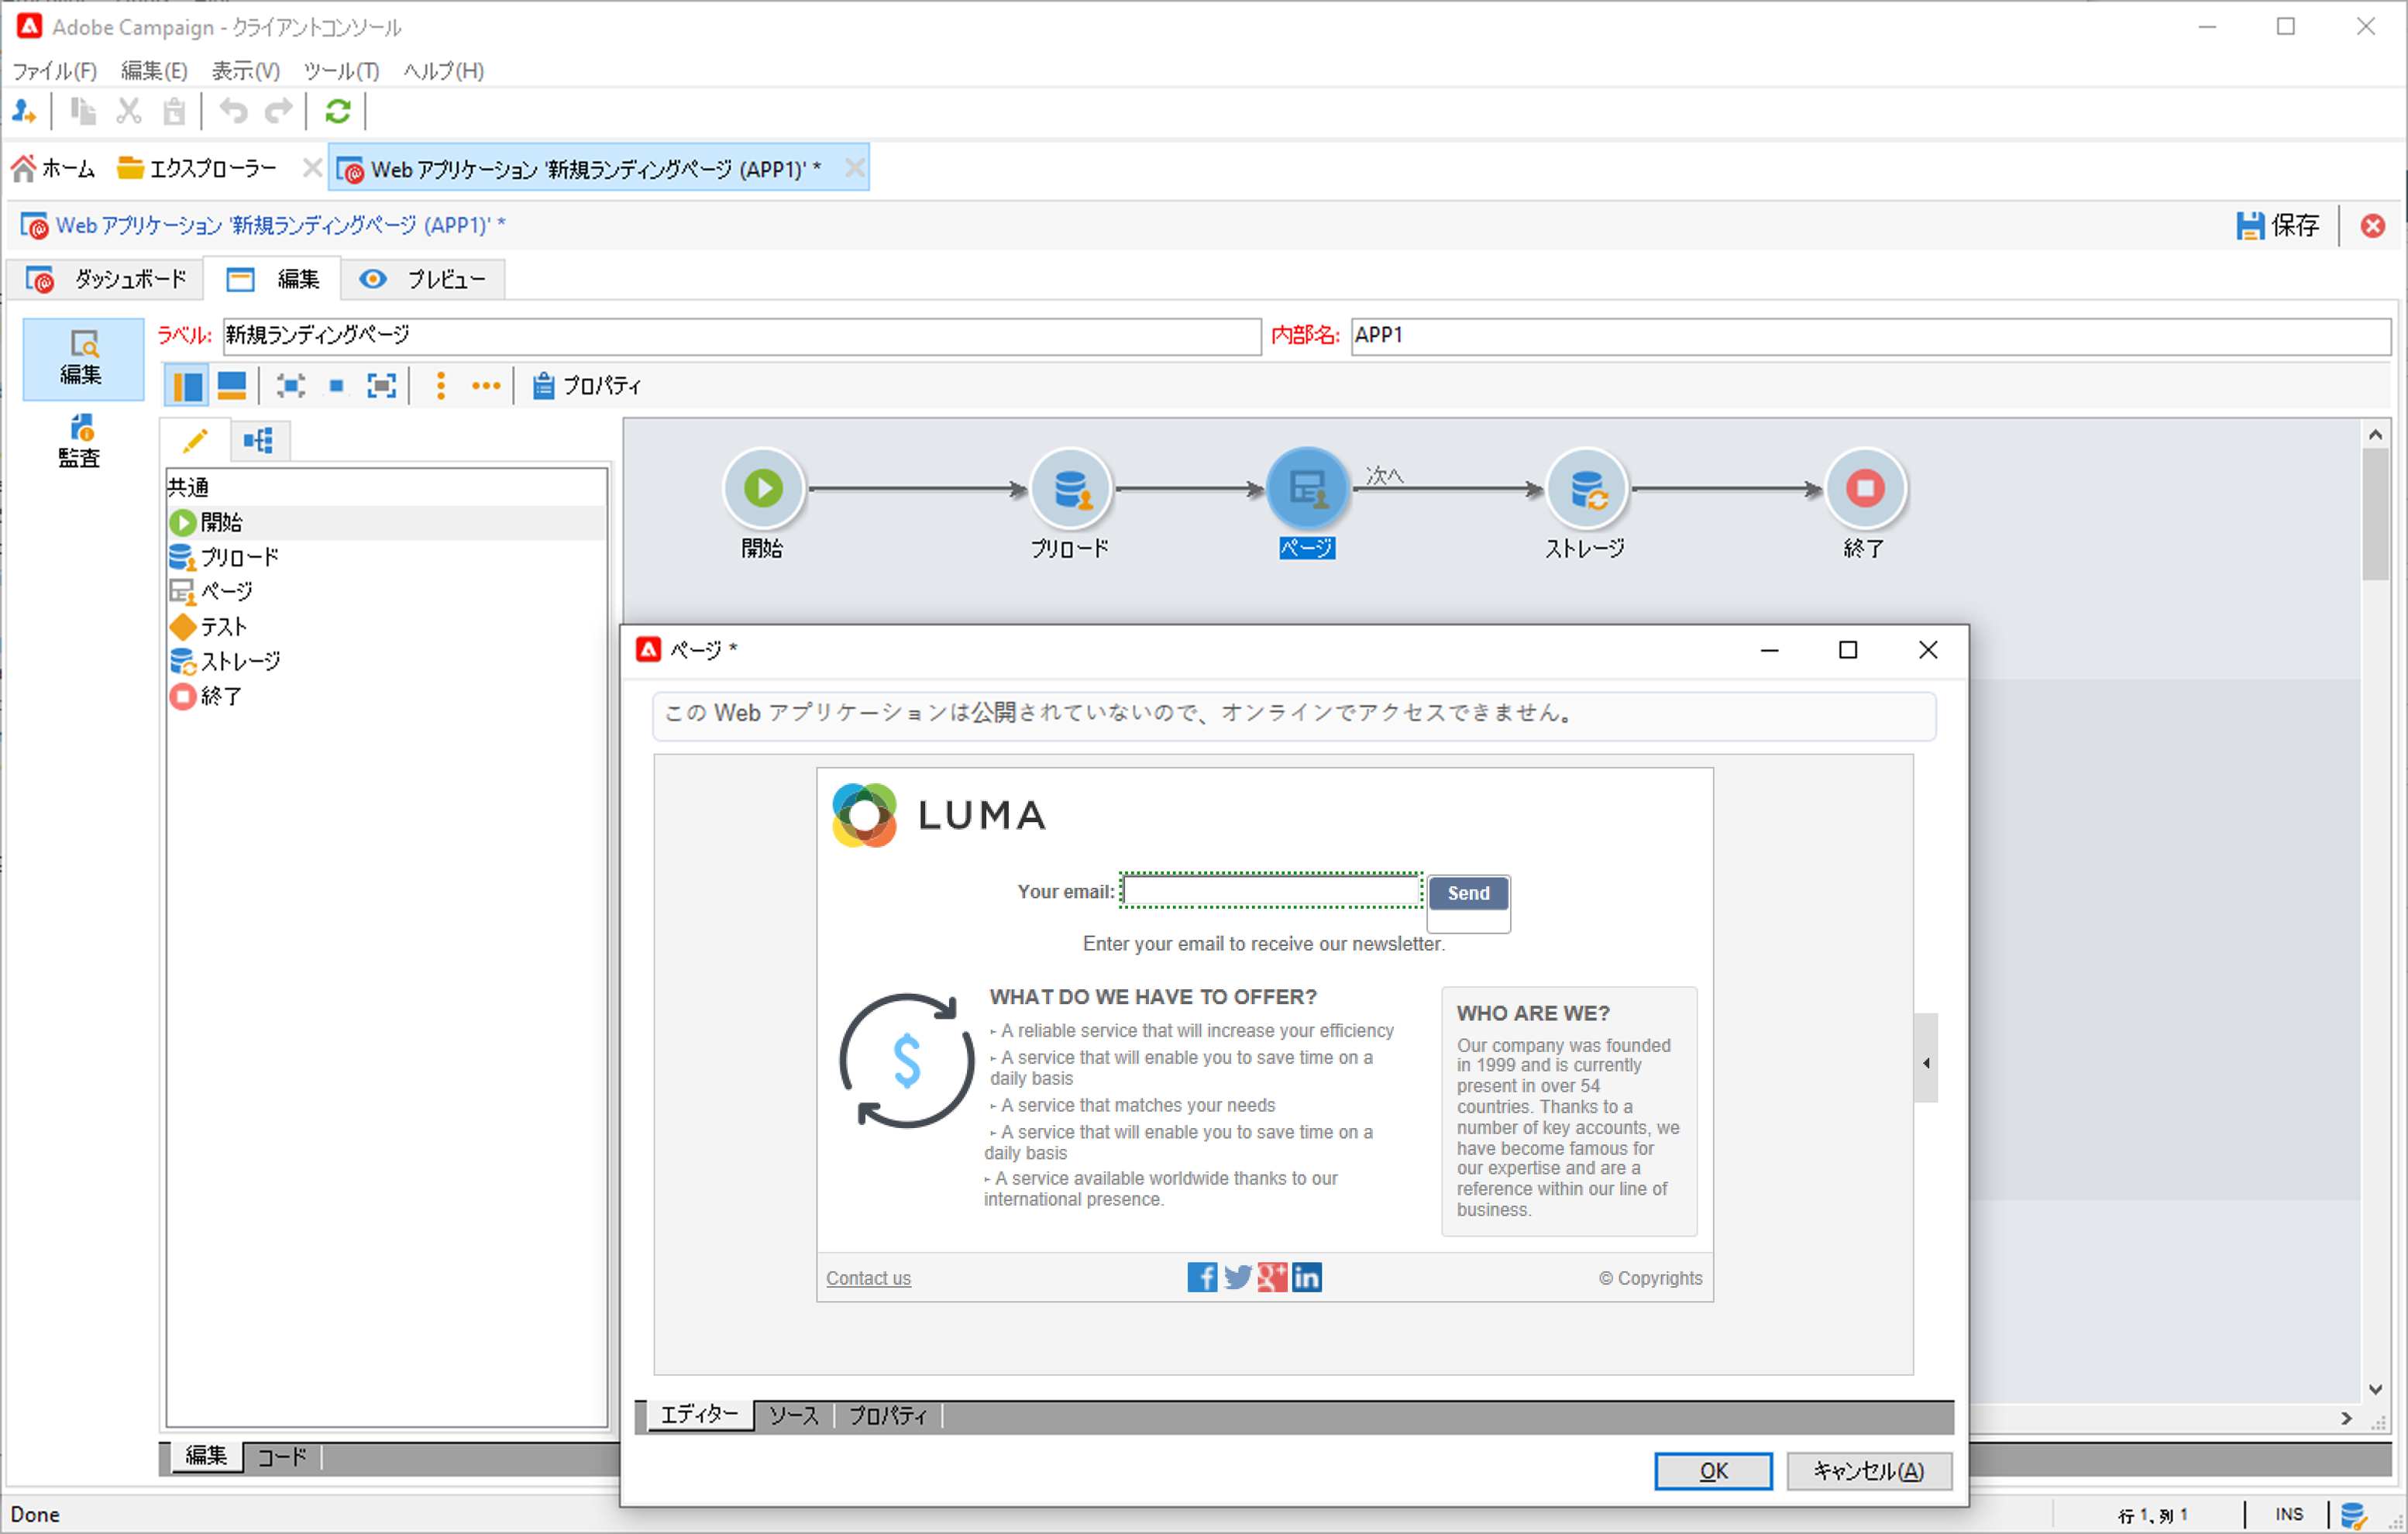 Adobe Campaign - クライアントコンソール
ファイル(F) 編集(E) 表示(V) ツール(T) ヘルプ(H)
ホーム エクスプローラー Web アプリケーション '新規ランディングページ (APP1)' *
Web アプリケーション '新規ランディングページ (APP1)' * 保存
ダッシュボード 編集 プレビュー
編集
監査
ラベル: 新規ランディングページ 内部名: APP1
プロパティ
共通
開始
プリロード
ページ
テスト
ストレージ
終了
次へ
開始 プリロード ページ ストレージ 終了
ページ *
この Web アプリケーションは公開されていないので、オンラインでアクセスできません。
LUMA
Your email: Send
Enter your email to receive our newsletter.
WHAT DO WE HAVE TO OFFER?
A reliable service that will increase your efficiency
A service that will enable you to save time on a
daily basis
A service that matches your needs
A service that will enable you to save time on a
daily basis
A service available worldwide thanks to our
international presence.
WHO ARE WE?
Our company was founded
in 1999 and is currently
present in over 54
countries. Thanks to a
number of key accounts, we
have become famous for
our expertise and are a
reference within our line of
business.
Contact us © Copyrights
エディター ソース プロパティ
OK キャンセル(A)
編集 コード
Done 行 1、列 1 INS